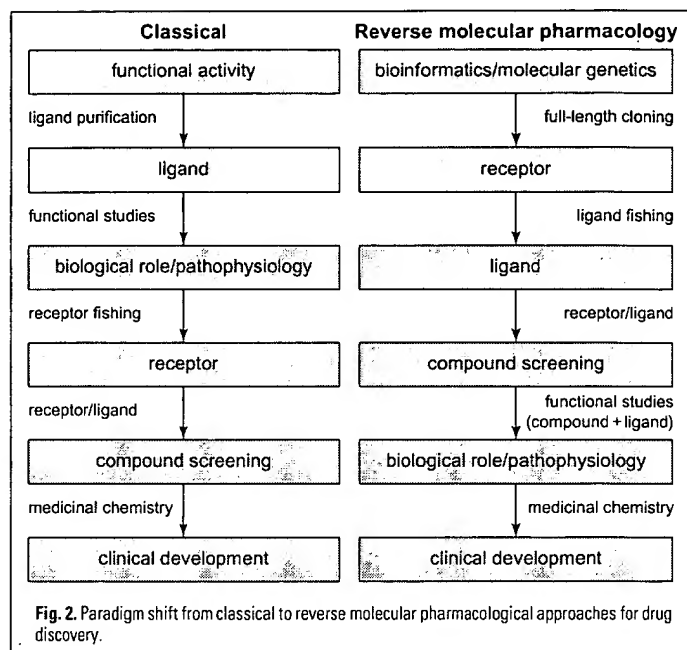 Classical
functional activity
ligand purification
ligand
functional studies
biological role/pathophysiology
receptor fishing
receptor
receptor/ligand
compound screening
medicinal chemistry
clinical development
Reverse molecular pharmacology
bioinformatics/molecular genetics
full-length cloning
receptor
ligand fishing
ligand
receptor/ligand
compound screening
functional studies
(compound + ligand)
biological role/pathophysiology
medicinal chemistry
clinical development
Fig. 2. Paradigm shift from classical to reverse molecular pharmacological approaches for drug
discovery.